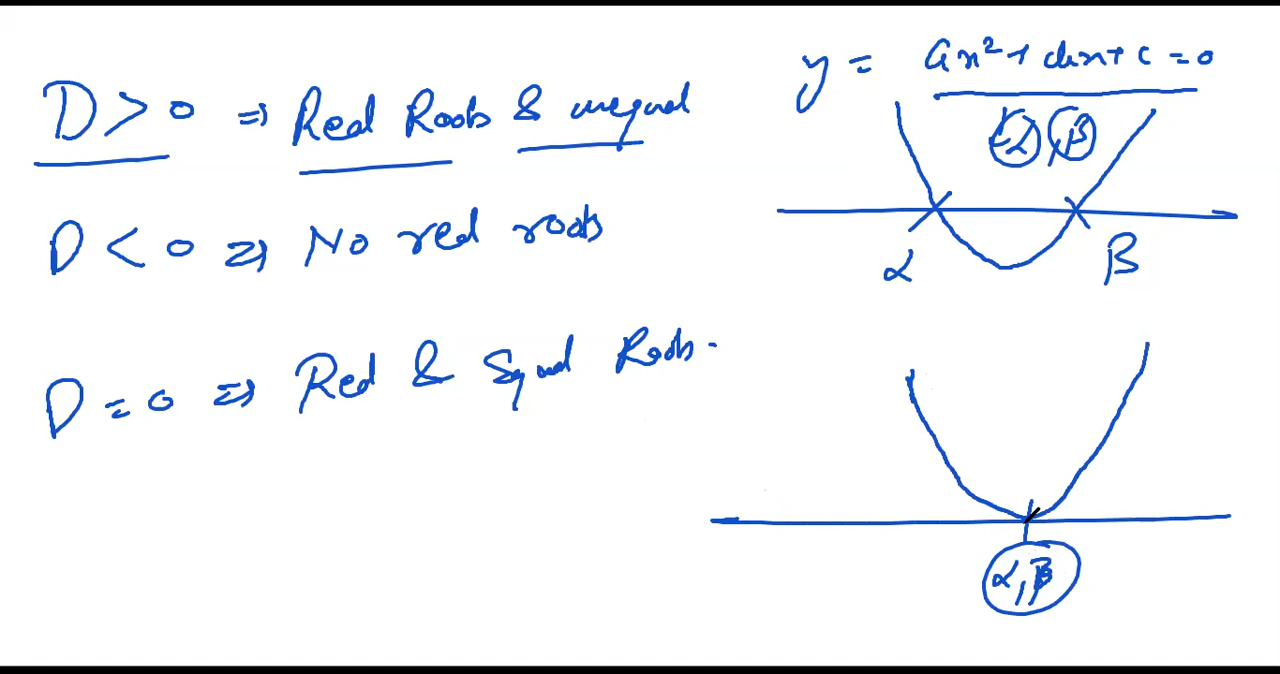 D > 0 ⇒ Real Roots & unequal
D < 0 ⇒ No real roots
D = 0 ⇒ Real & Equal Roots.
y = ax² + bx + c = 0
α, β
α
β
α, β